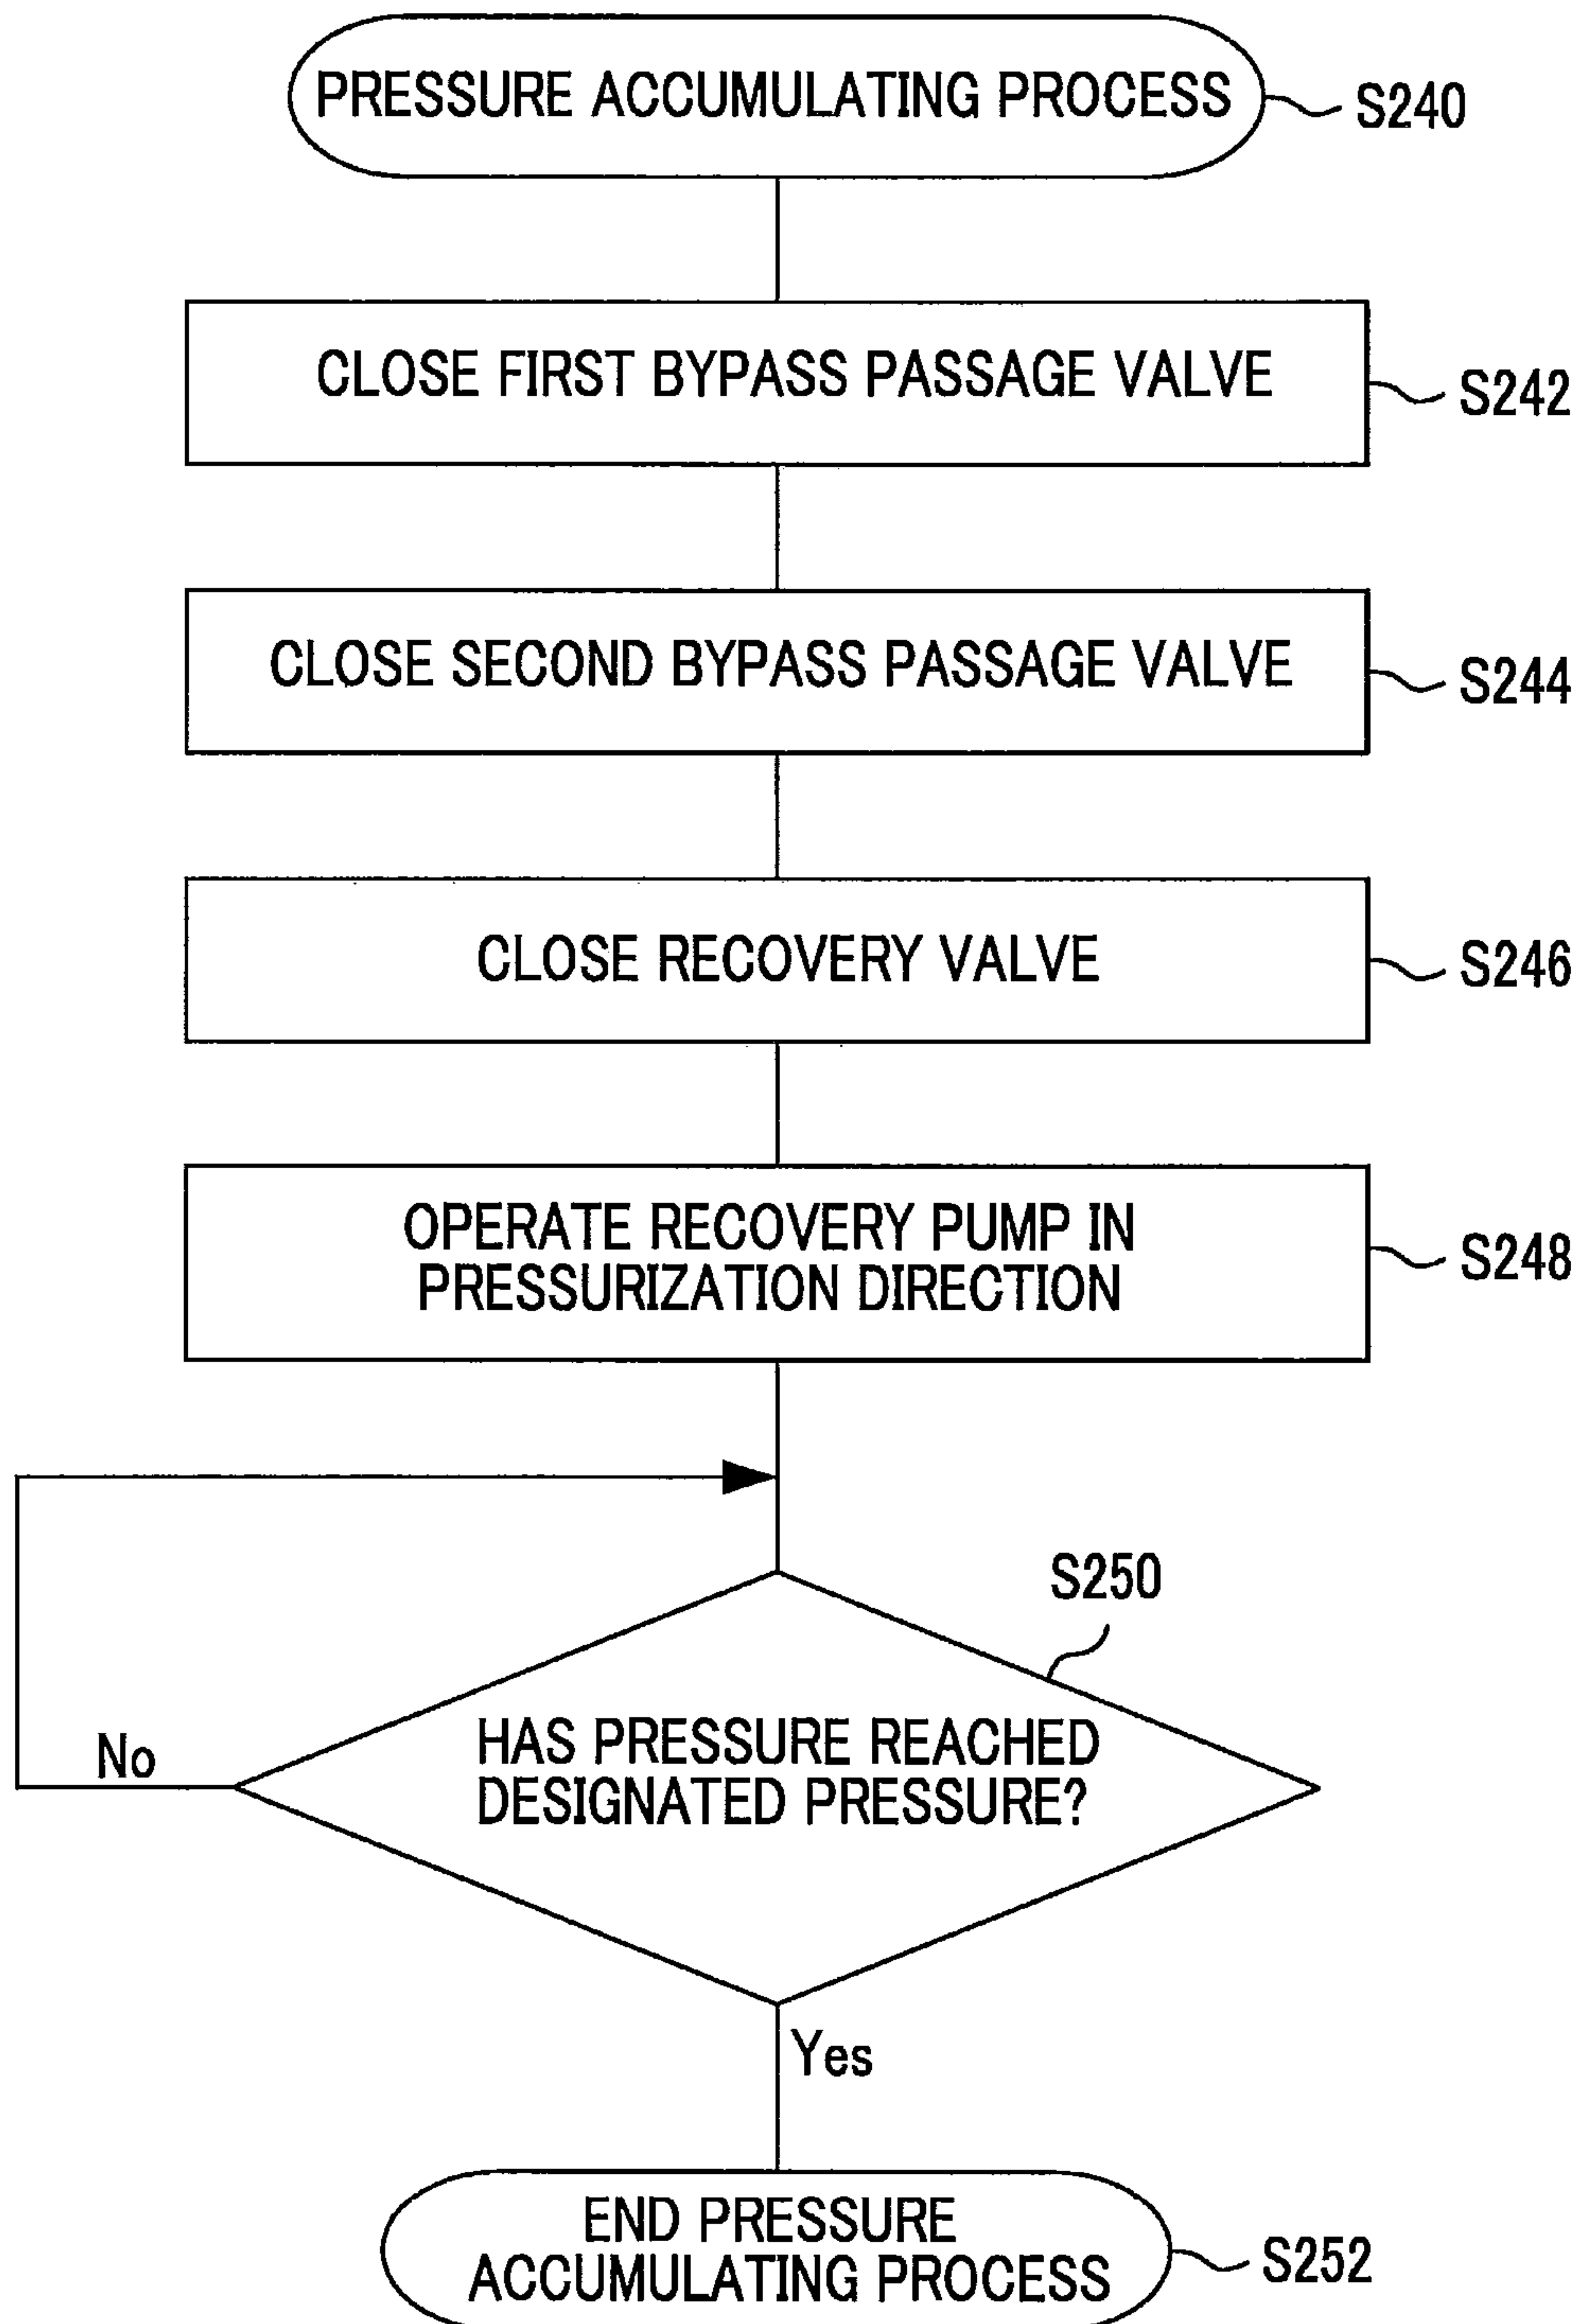 PRESSURE ACCUMULATING PROCESS
S240
CLOSE FIRST BYPASS PASSAGE VALVE
S242
CLOSE SECOND BYPASS PASSAGE VALVE
S244
CLOSE RECOVERY VALVE
S246
OPERATE RECOVERY PUMP IN
PRESSURIZATION DIRECTION
S248
S250
HAS PRESSURE REACHED
DESIGNATED PRESSURE?
No
Yes
END PRESSURE
ACCUMULATING PROCESS
S252